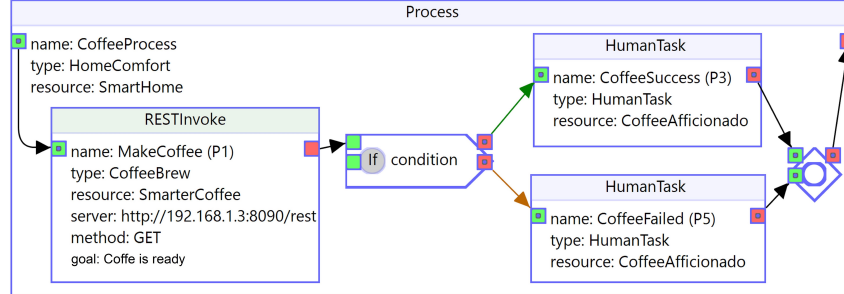 Process
name: CoffeeProcess
type: HomeComfort
resource: SmartHome
RESTInvoke
name: MakeCoffee (P1)
type: CoffeeBrew
resource: SmarterCoffee
server: http://192.168.1.3:8090/rest
method: GET
goal: Coffe is ready
If condition
HumanTask
name: CoffeeSuccess (P3)
type: HumanTask
resource: CoffeeAfficionado
HumanTask
name: CoffeeFailed (P5)
type: HumanTask
resource: CoffeeAfficionado